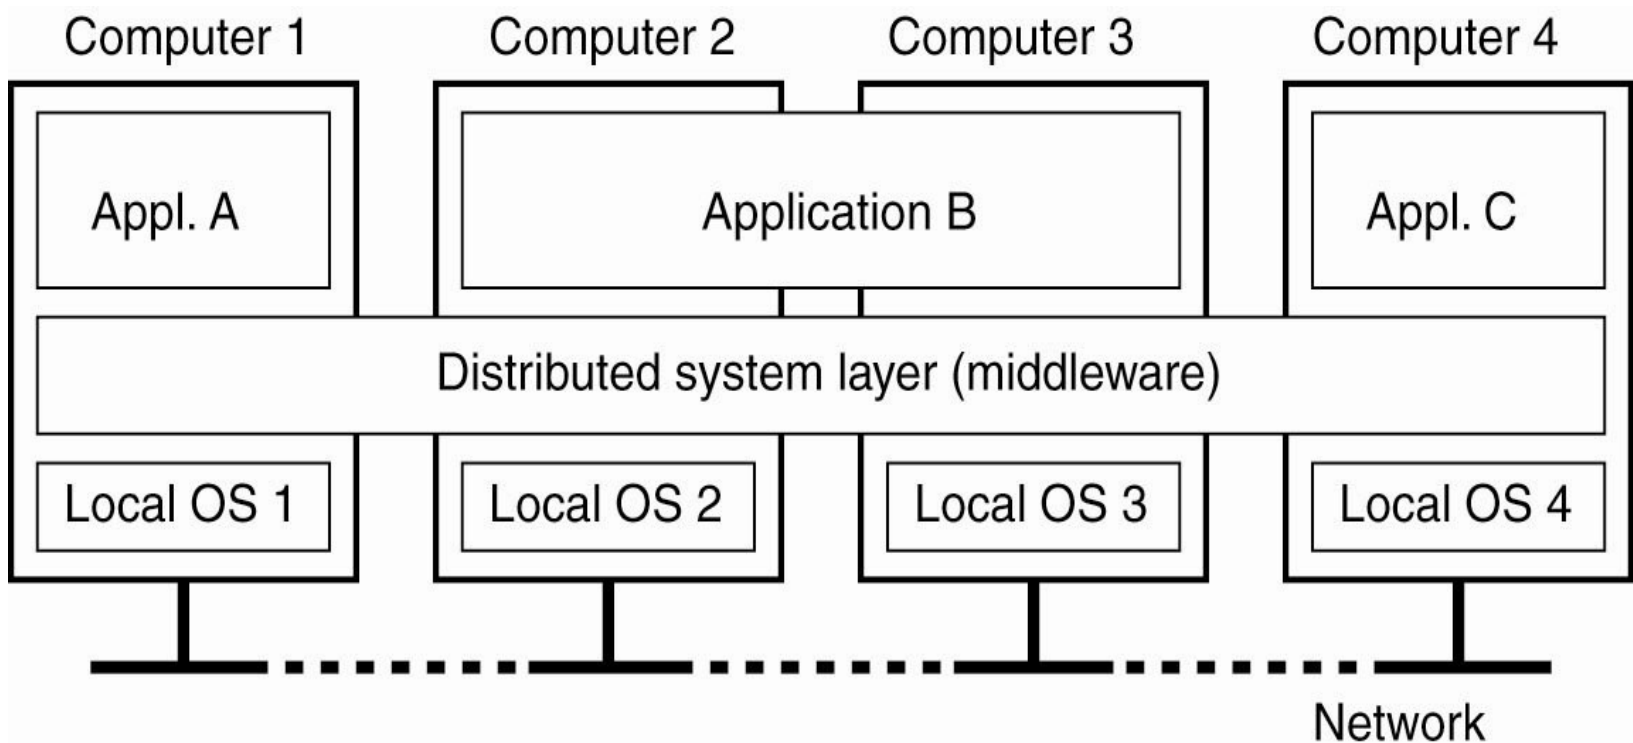 Computer 1 Computer 2 Computer 3 Computer 4
Appl. A Application B Appl. C
Distributed system layer (middleware)
Local OS 1 Local OS 2 Local OS 3 Local OS 4
Network